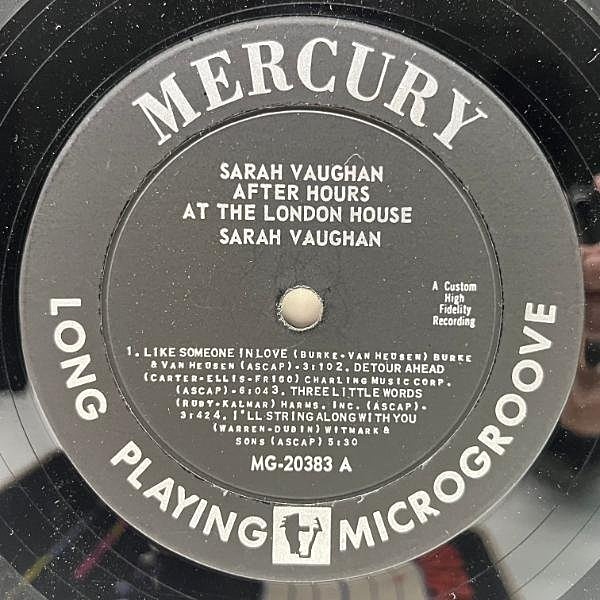 MERCURY
SARAH VAUGHAN
AFTER HOURS
AT THE LONDON HOUSE
SARAH VAUGHAN
A Custom
High
Fidelity
Recording
1. LIKE SOMEONE IN LOVE (BURKE-VAN HEUSEN) BURKE
& VAN HEUSEN (ASCAP)-3:10 2. DETOUR AHEAD
(CARTER-ELLIS-FRIGO) CHARLING MUSIC CORP.
(ASCAP)-6:04 3. THREE LITTLE WORDS
(RUBY-KALMAR) HARMS. INC. (ASCAP)-
3:42 4. I'LL STRING ALONG WITH YOU
(WARREN-DUBIN) WITMARK &
SONS (ASCAP) 5:30
MG-20383 A
LONG PLAYING MICROGROOVE